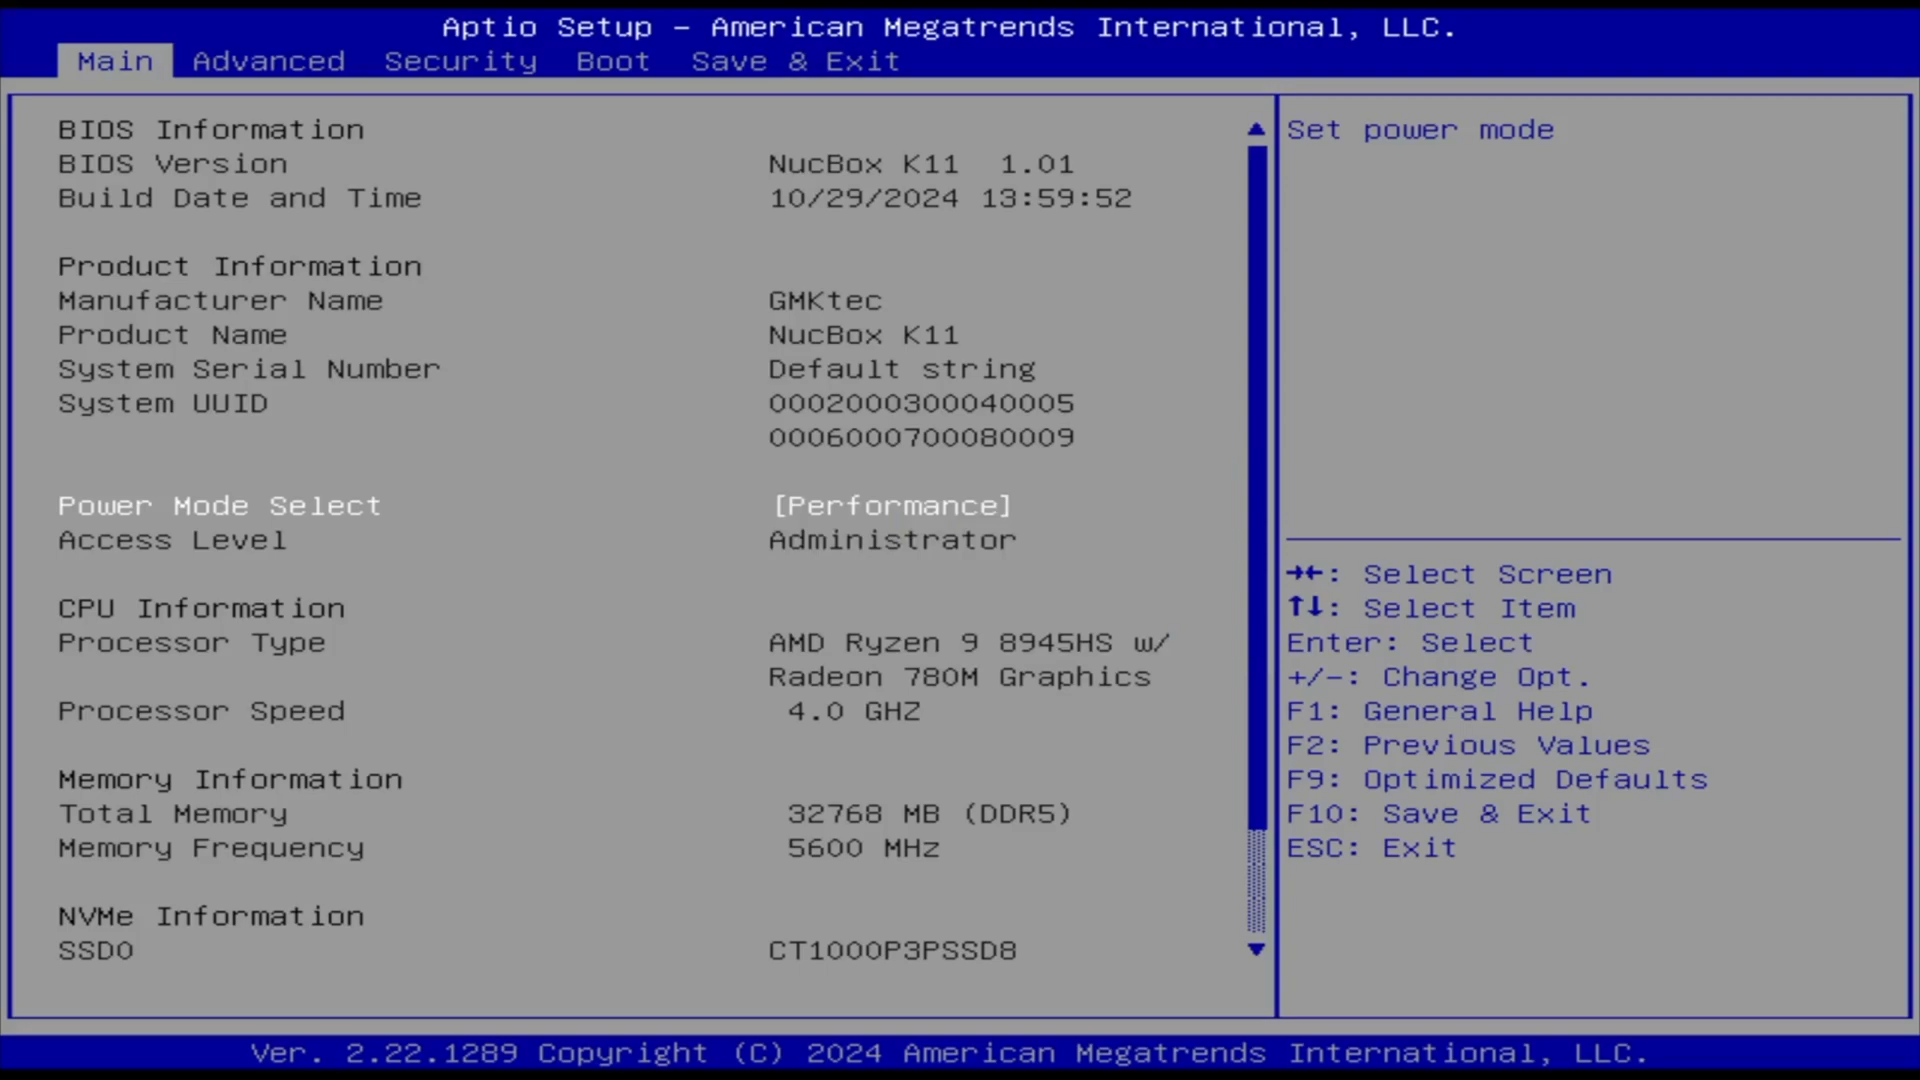 Aptio Setup - American Megatrends International, LLC.
Main Advanced Security Boot Save & Exit
BIOS Information
BIOS Version NucBox K11 1.01
Build Date and Time 10/29/2024 13:59:52
Product Information
Manufacturer Name GMKtec
Product Name NucBox K11
System Serial Number Default string
System UUID 0002000300040005
0006000700080009
Power Mode Select [Performance]
Access Level Administrator
CPU Information
Processor Type AMD Ryzen 9 8945HS w/
Radeon 780M Graphics
Processor Speed 4.0 GHZ
Memory Information
Total Memory 32768 MB (DDR5)
Memory Frequency 5600 MHz
NVMe Information
SSD0 CT1000P3PSSD8
Set power mode
→←: Select Screen
↑↓: Select Item
Enter: Select
+/-: Change Opt.
F1: General Help
F2: Previous Values
F9: Optimized Defaults
F10: Save & Exit
ESC: Exit
Ver. 2.22.1289 Copyright (C) 2024 American Megatrends International, LLC.